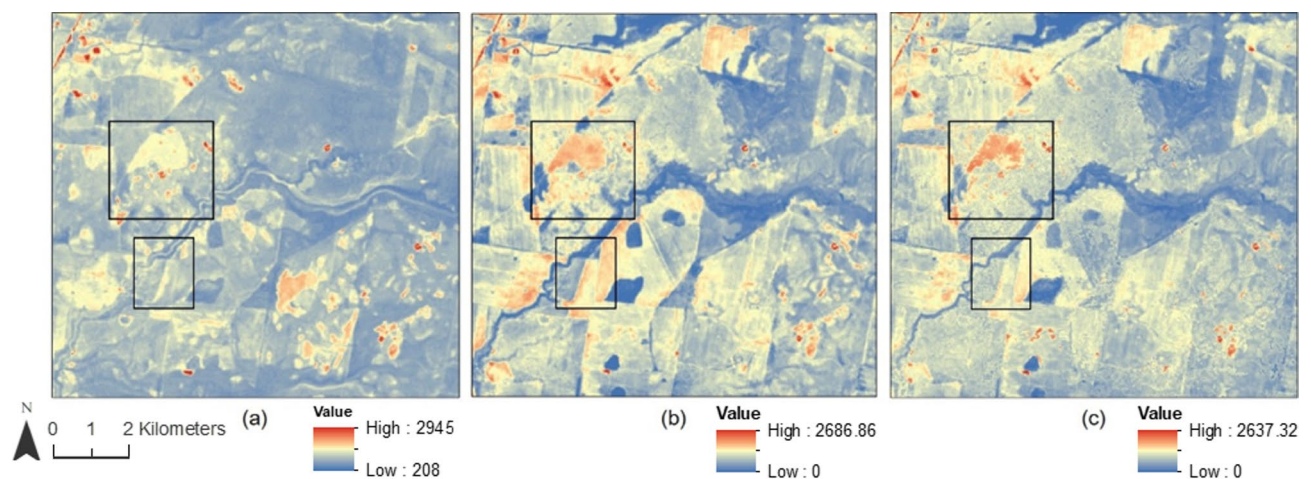 N
0 1 2 Kilometers
(a)
Value
High : 2945
Low : 208
(b)
Value
High : 2686.86
Low : 0
(c)
Value
High : 2637.32
Low : 0